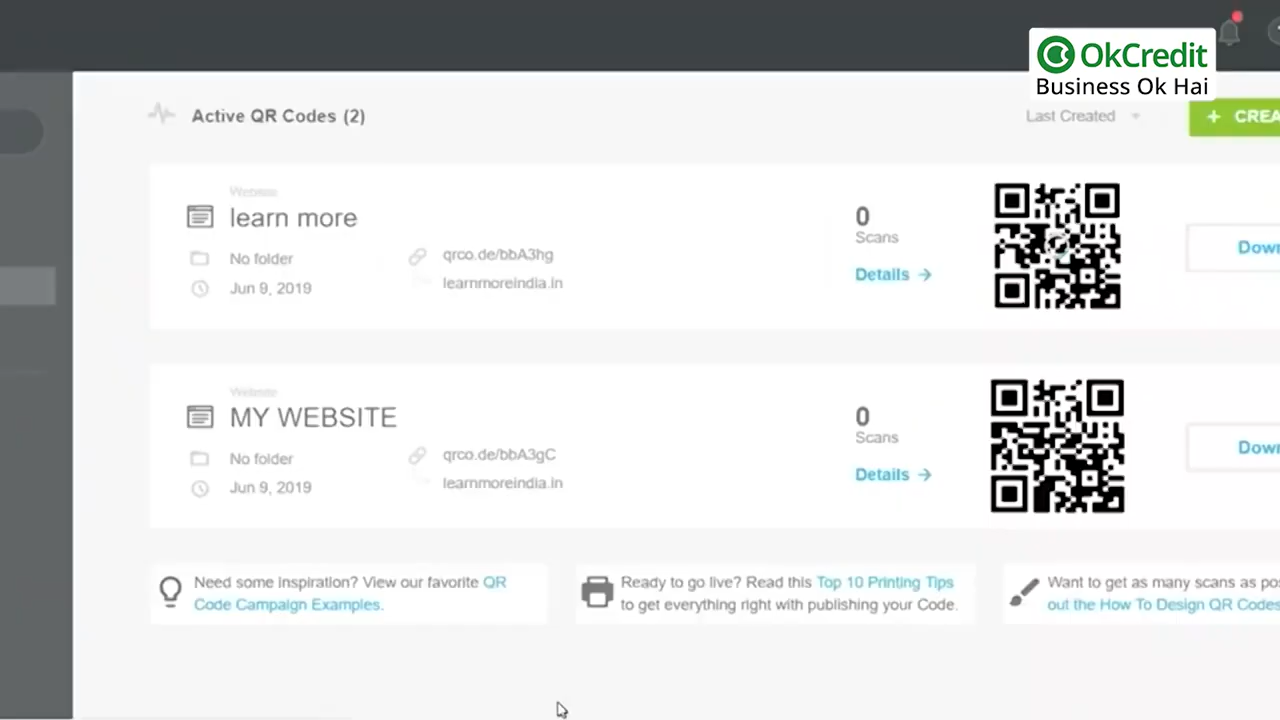 OkCredit
Business Ok Hai
Active QR Codes (2)
Last Created
+ CREA
Website
learn more
No folder
qrco.de/bbA3hg
Jun 9, 2019
learnmoreindia.in
0
Scans
Details →
Down
Website
MY WEBSITE
No folder
qrco.de/bbA3gC
Jun 9, 2019
learnmoreindia.in
0
Scans
Details →
Down
Need some inspiration? View our favorite QR
Code Campaign Examples.
Ready to go live? Read this Top 10 Printing Tips
to get everything right with publishing your Code.
Want to get as many scans as po
out the How To Design QR Codes